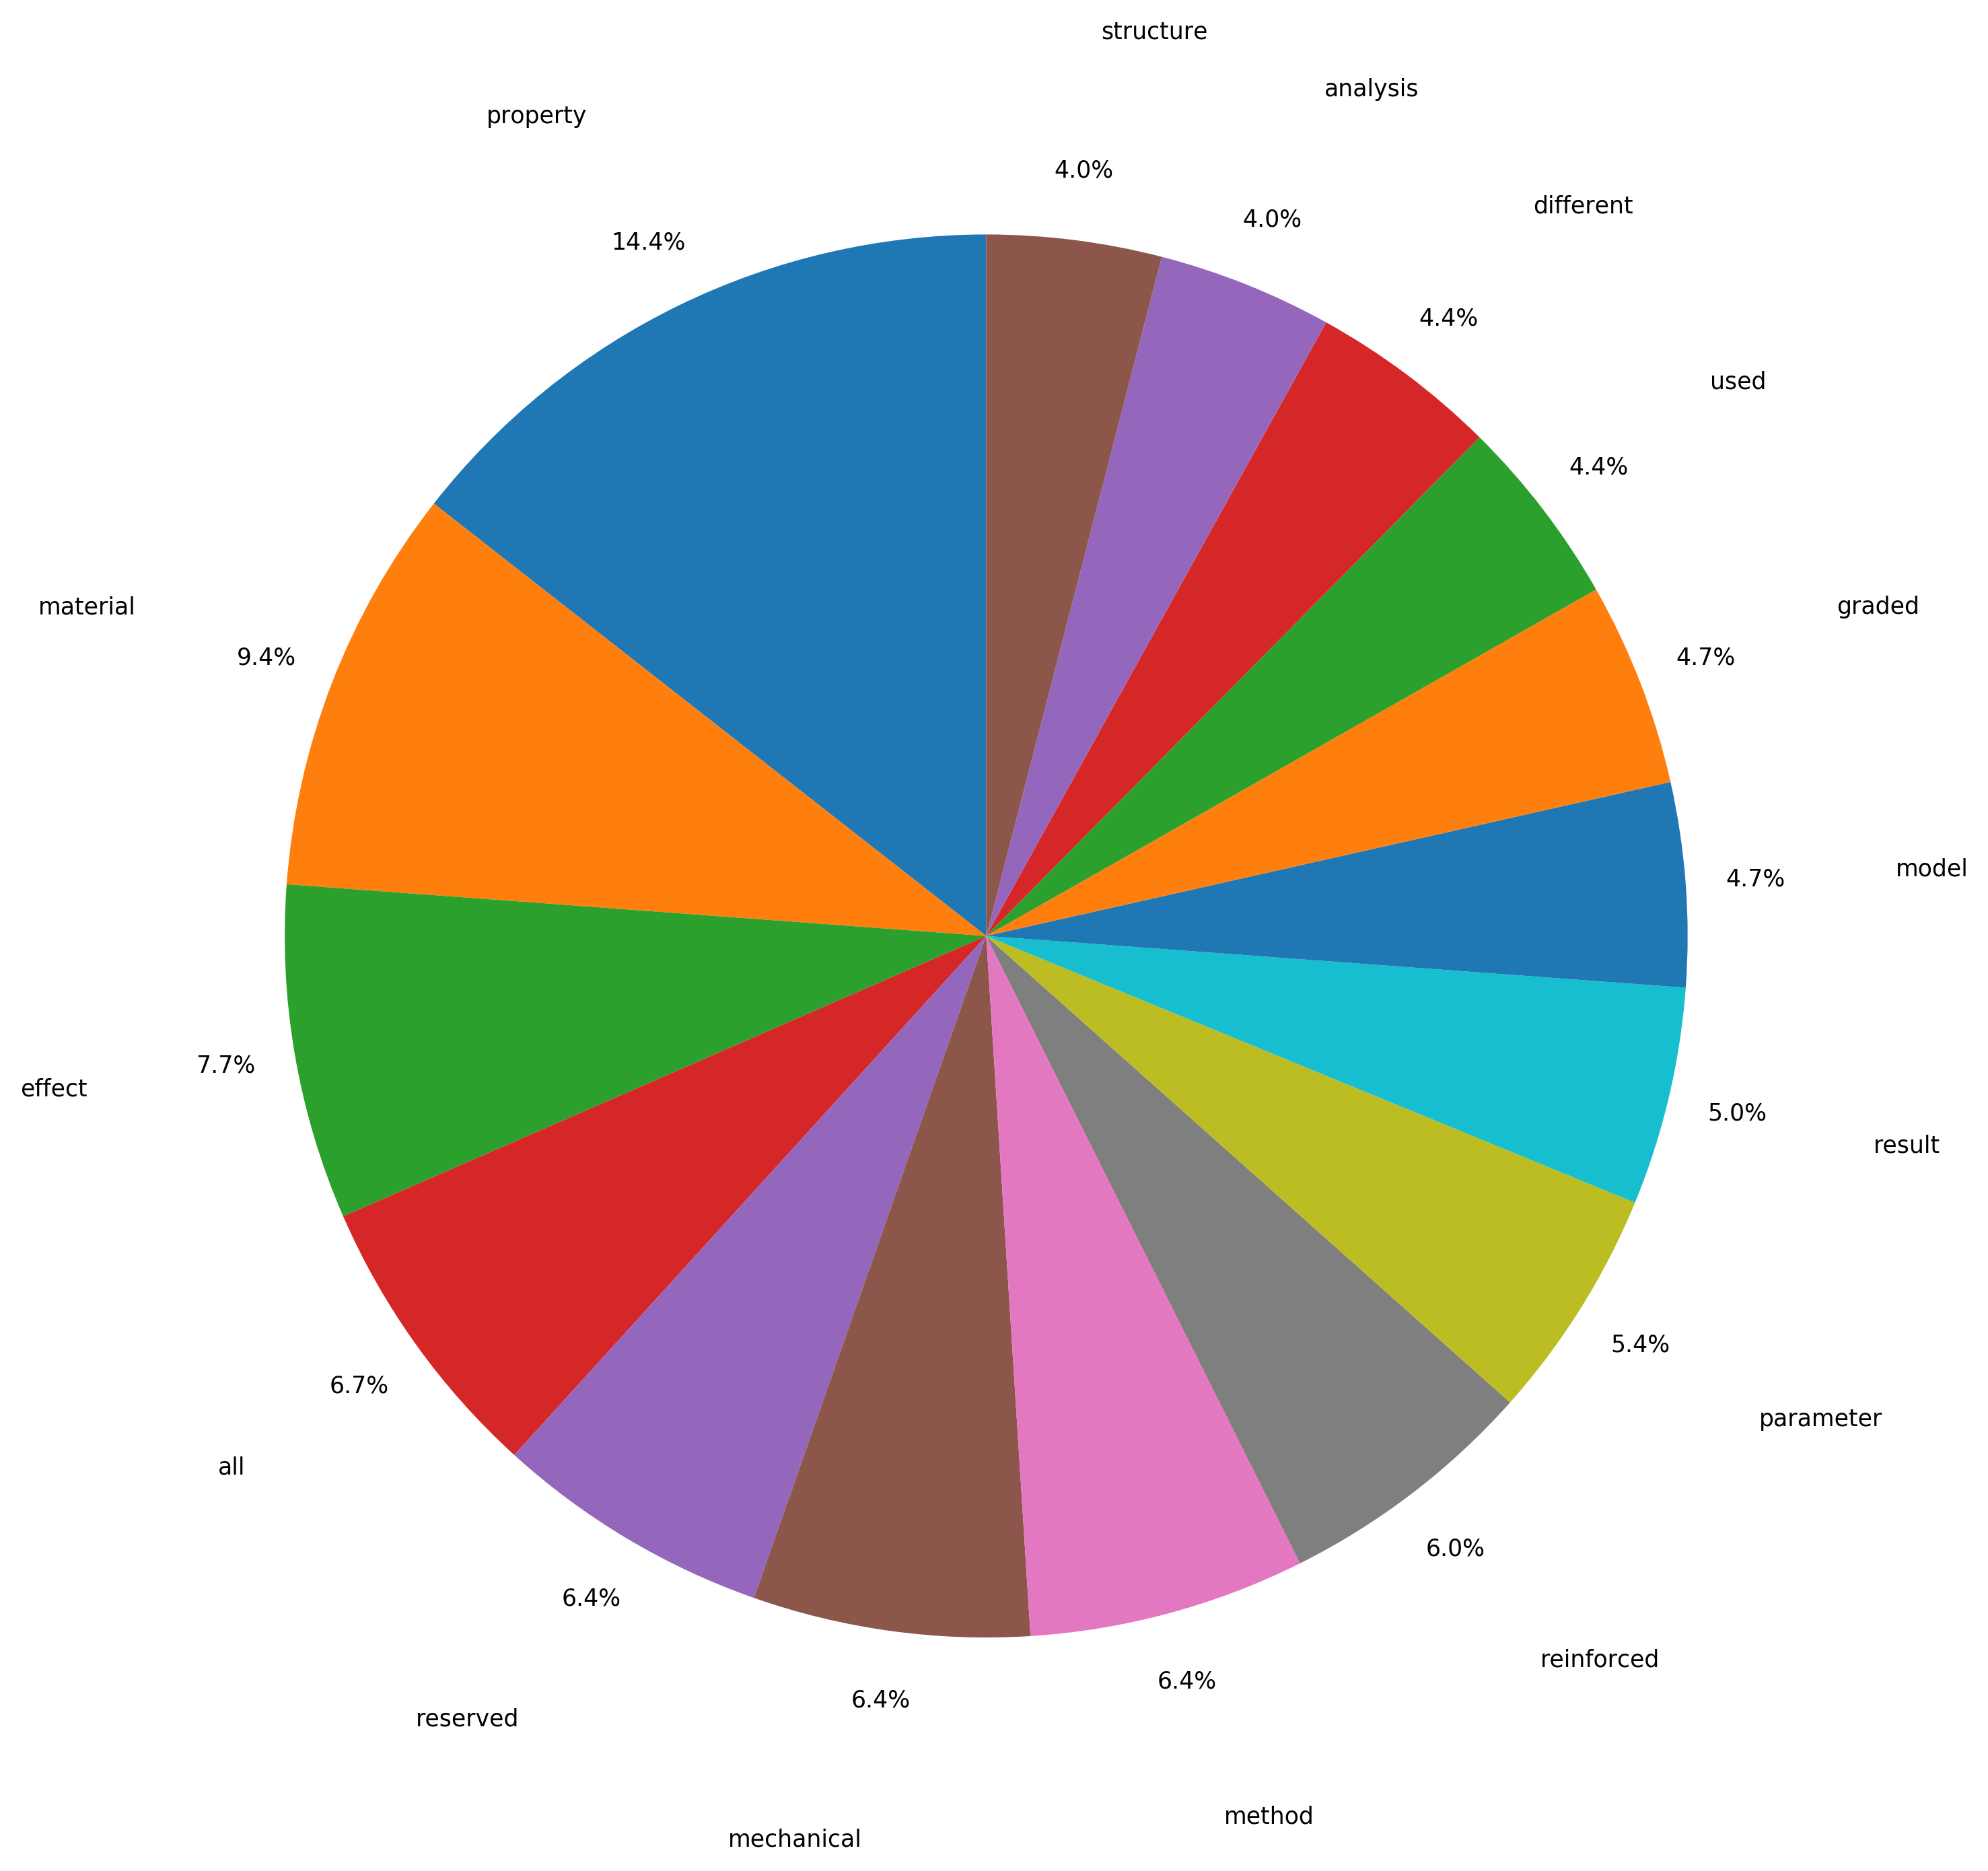 structure
analysis
property
4.0%
different
4.0%
14.4%
4.4%
used
4.4%
graded
material
9.4%
4.7%
model
4.7%
7.7%
effect
5.0%
result
5.4%
6.7%
parameter
all
6.0%
6.4%
reinforced
6.4%
6.4%
reserved
method
mechanical